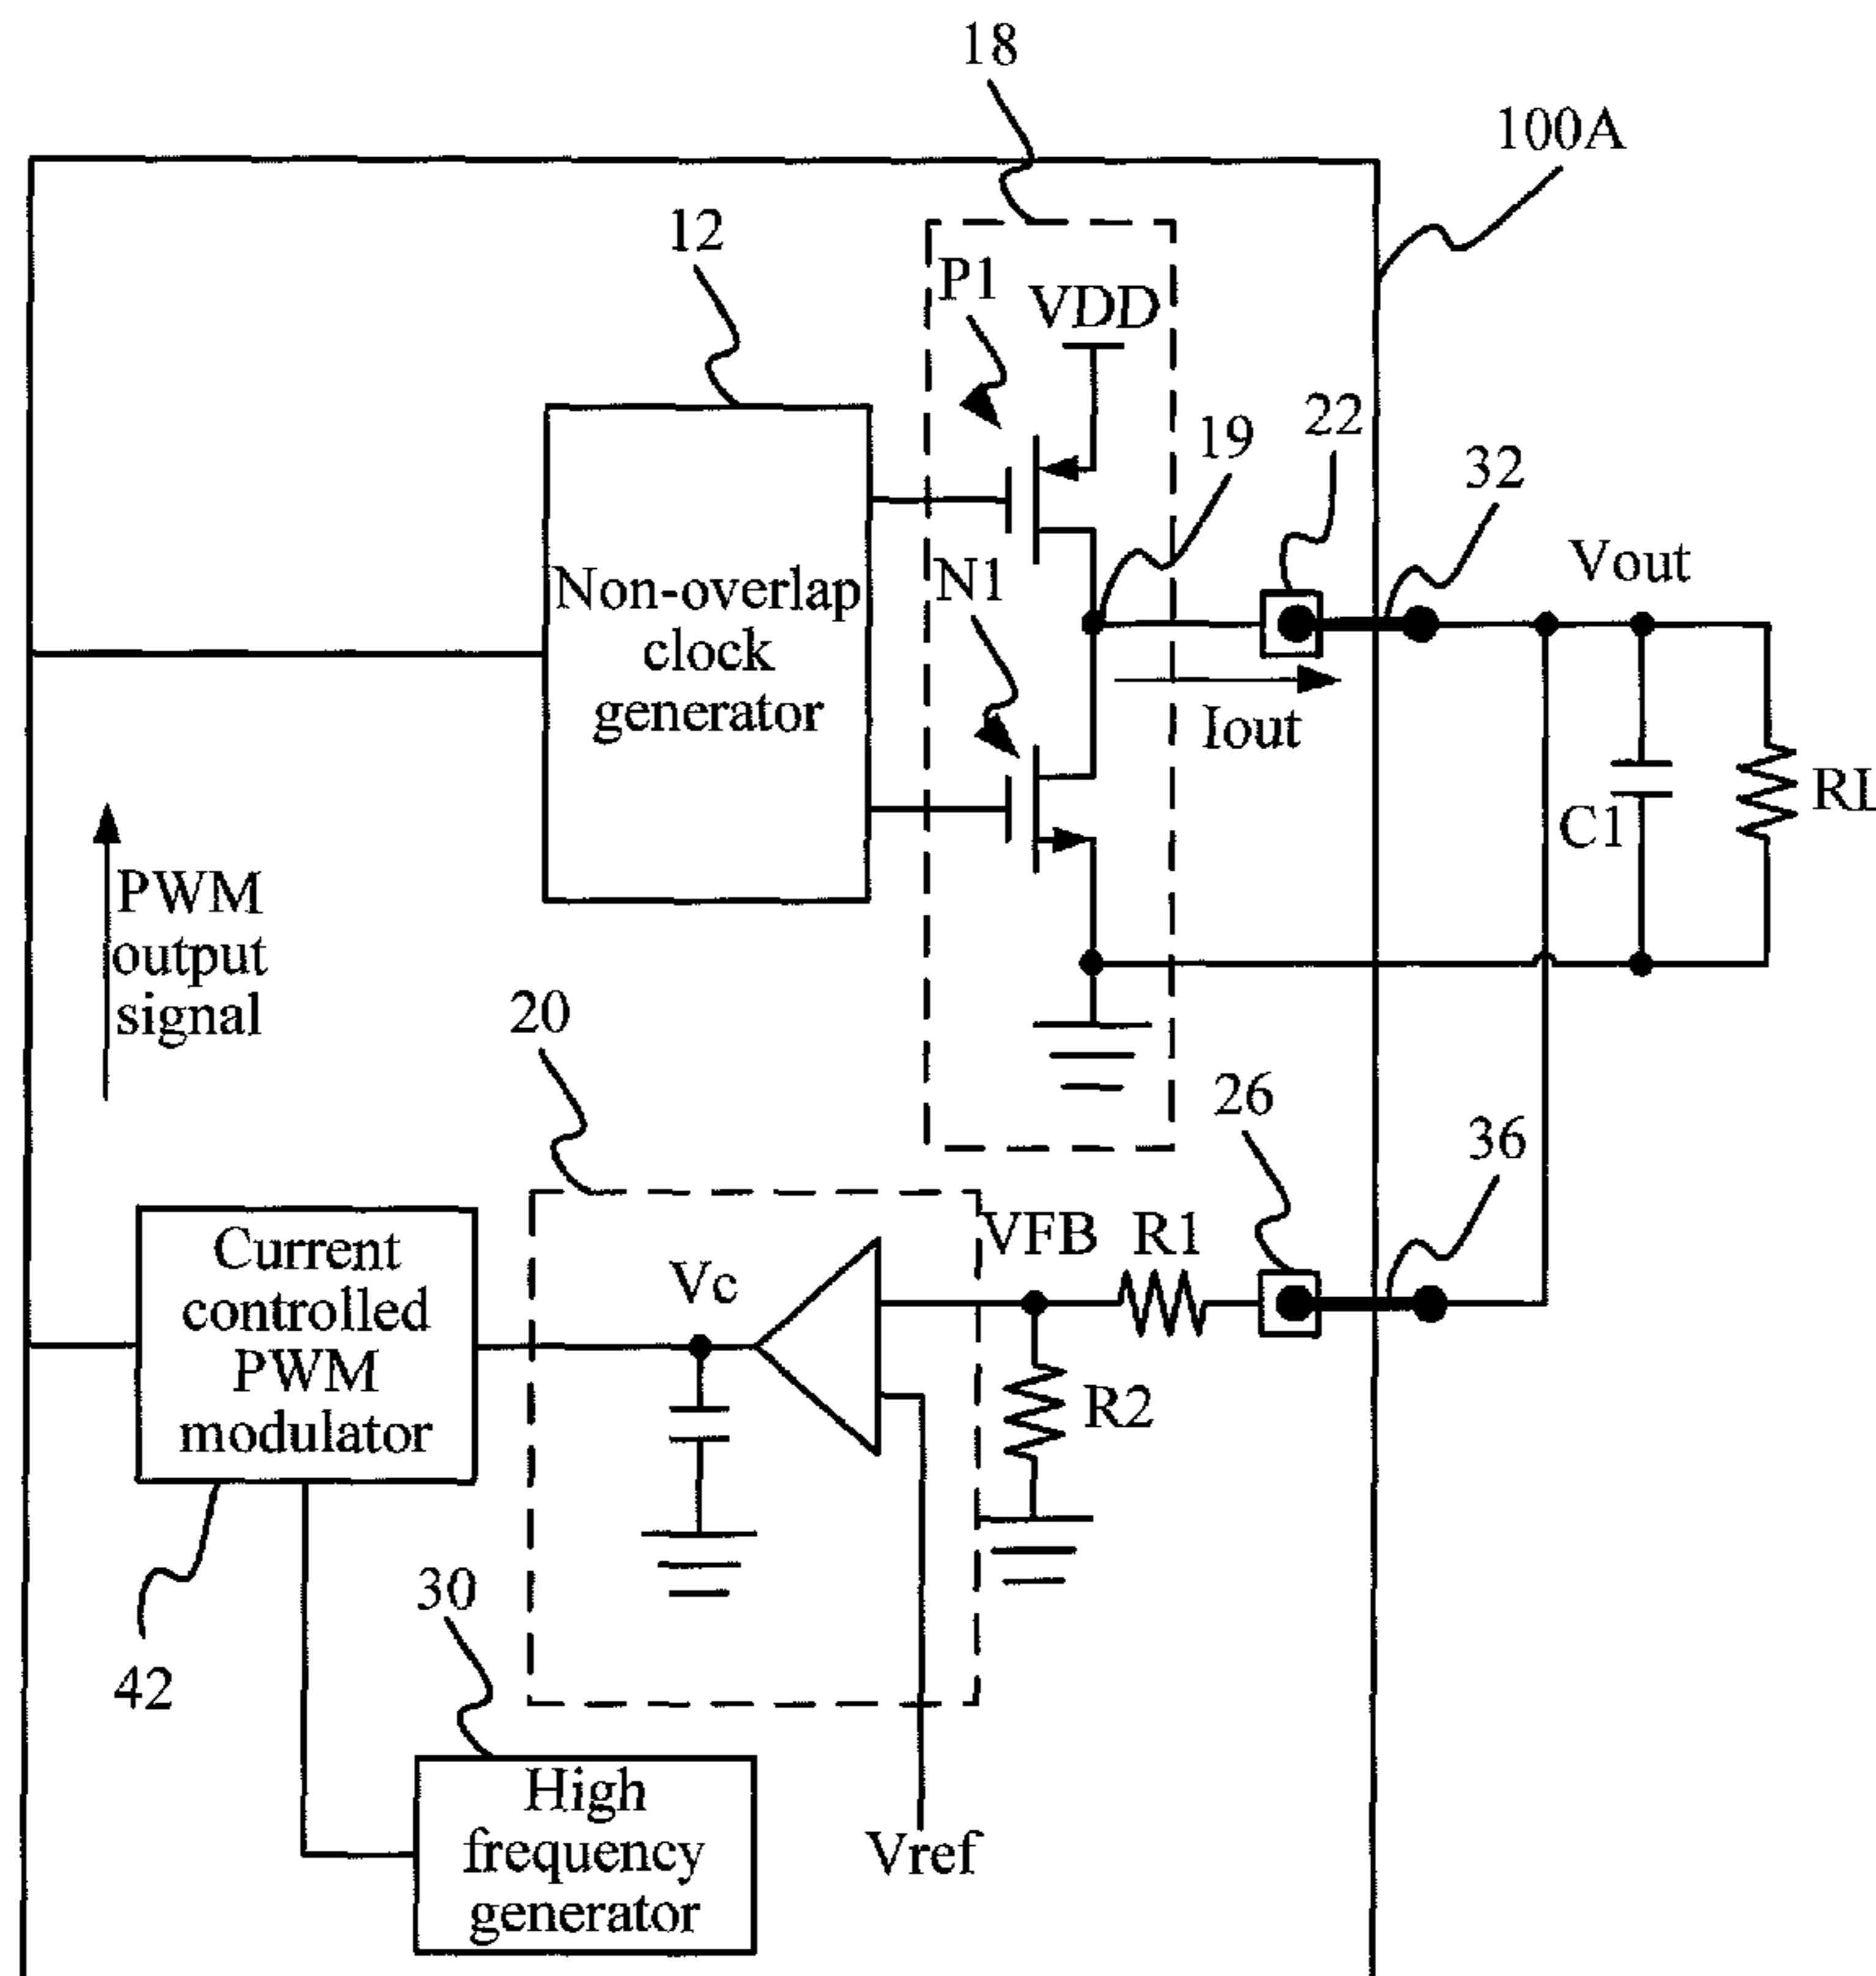 18
100A
12
P1
VDD
19
22
32
Vout
Non-overlap
clock
generator
N1
Iout
C1
RL
PWM
output
signal
20
26
36
Current
controlled
PWM
modulator
Vc
VFB
R1
R2
42
30
High
frequency
generator
Vref